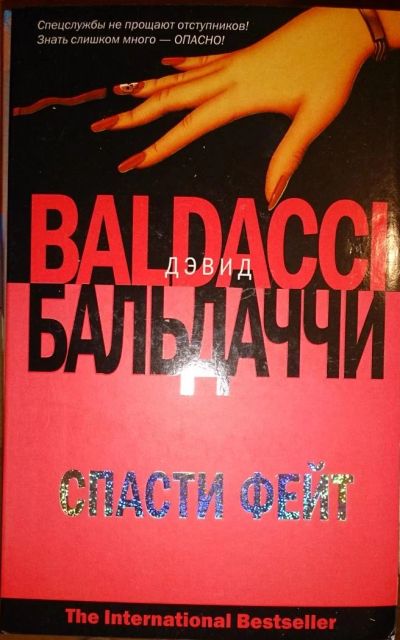 Спецслужбы не прощают отступников!
Знать слишком много — ОПАСНО!
BALDACCI
ДЭВИД
БАЛЬДАЧЧИ
СПАСТИ ФЕЙТ
The International Bestseller